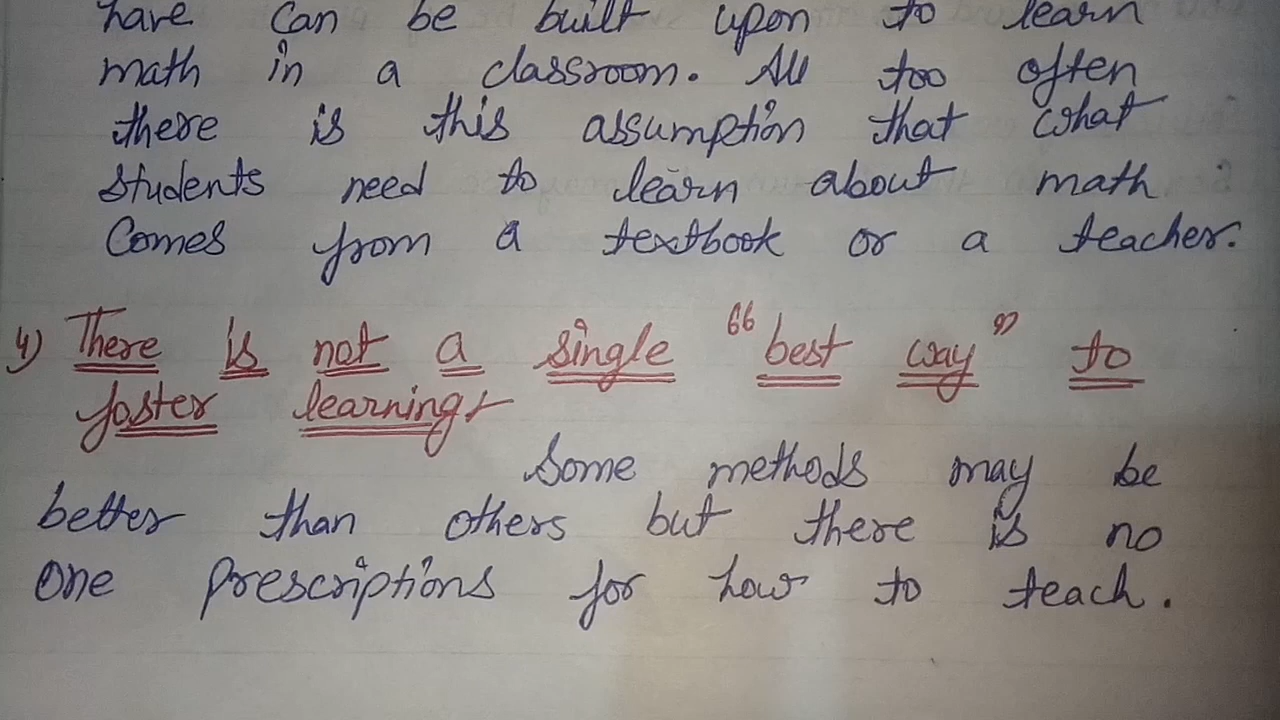 have can be built upon to learn
math in a classroom. All too often
there is this assumption that what
students need to learn about math
Comes from a textbook or a teacher.
4) There is not a single "best way" to
foster learning:-
Some methods may be
better than others but there is no
one prescriptions for how to teach.